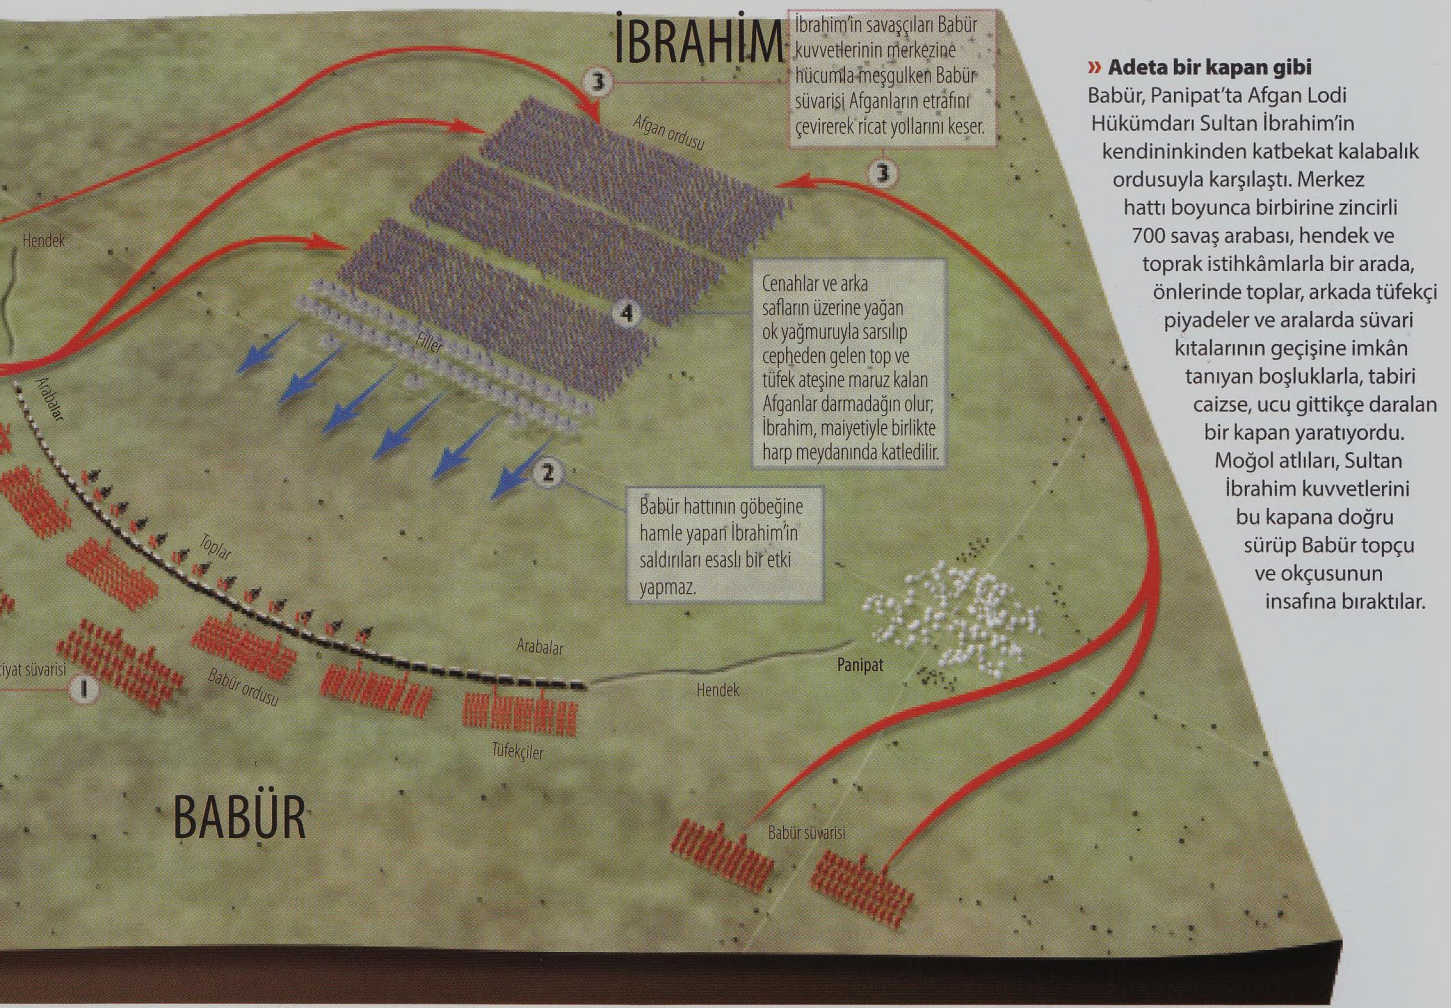 İBRAHİM
İbrahim'in savaşçıları Babür
kuvvetlerinin merkezine
hücumla meşgulken Babür
süvarisi Afganların etrafını
çevirerek ricat yollarını keser.
3
3
Afgan ordusu
Hendek
4
Cenahlar ve arka
safların üzerine yağan
ok yağmuruyla sarsılıp
cepheden gelen top ve
tüfek ateşine maruz kalan
Afganlar darmadağın olur;
İbrahim, maiyetiyle birlikte
harp meydanında katledilir.
Filler
Arabalar
2
Babür hattının göbeğine
hamle yapan İbrahim'in
saldırıları esaslı bir etki
yapmaz.
Toplar
Arabalar
Panipat
Hendek
süvarisi
1
Babür ordusu
Tüfekçiler
BABÜR
Babür süvarisi
» Adeta bir kapan gibi
Babür, Panipat'ta Afgan Lodi
Hükümdarı Sultan İbrahim'in
kendininkinden katbekat kalabalık
ordusuyla karşılaştı. Merkez
hattı boyunca birbirine zincirli
700 savaş arabası, hendek ve
toprak istihkâmlarla bir arada,
önlerinde toplar, arkada tüfekçi
piyadeler ve aralarda süvari
kıtalarının geçişine imkân
tanıyan boşluklarla, tabiri
caizse, ucu gittikçe daralan
bir kapan yaratıyordu.
Moğol atlıları, Sultan
İbrahim kuvvetlerini
bu kapana doğru
sürüp Babür topçu
ve okçusunun
insafına bıraktılar.